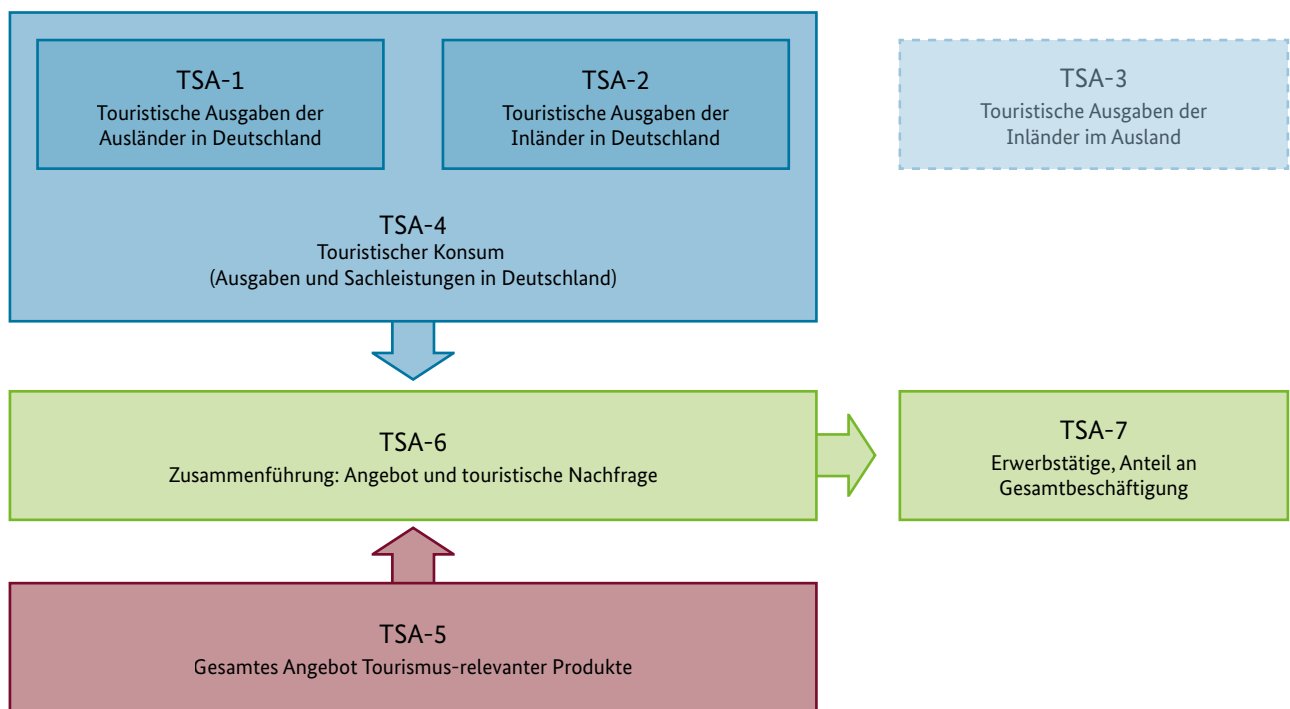 TSA-1
Touristische Ausgaben der
Ausländer in Deutschland
TSA-2
Touristische Ausgaben der
Inländer in Deutschland
TSA-3
Touristische Ausgaben der
Inländer im Ausland
TSA-4
Touristischer Konsum
(Ausgaben und Sachleistungen in Deutschland)
TSA-6
Zusammenführung: Angebot und touristische Nachfrage
TSA-7
Erwerbstätige, Anteil an
Gesamtbeschäftigung
TSA-5
Gesamtes Angebot Tourismus-relevanter Produkte